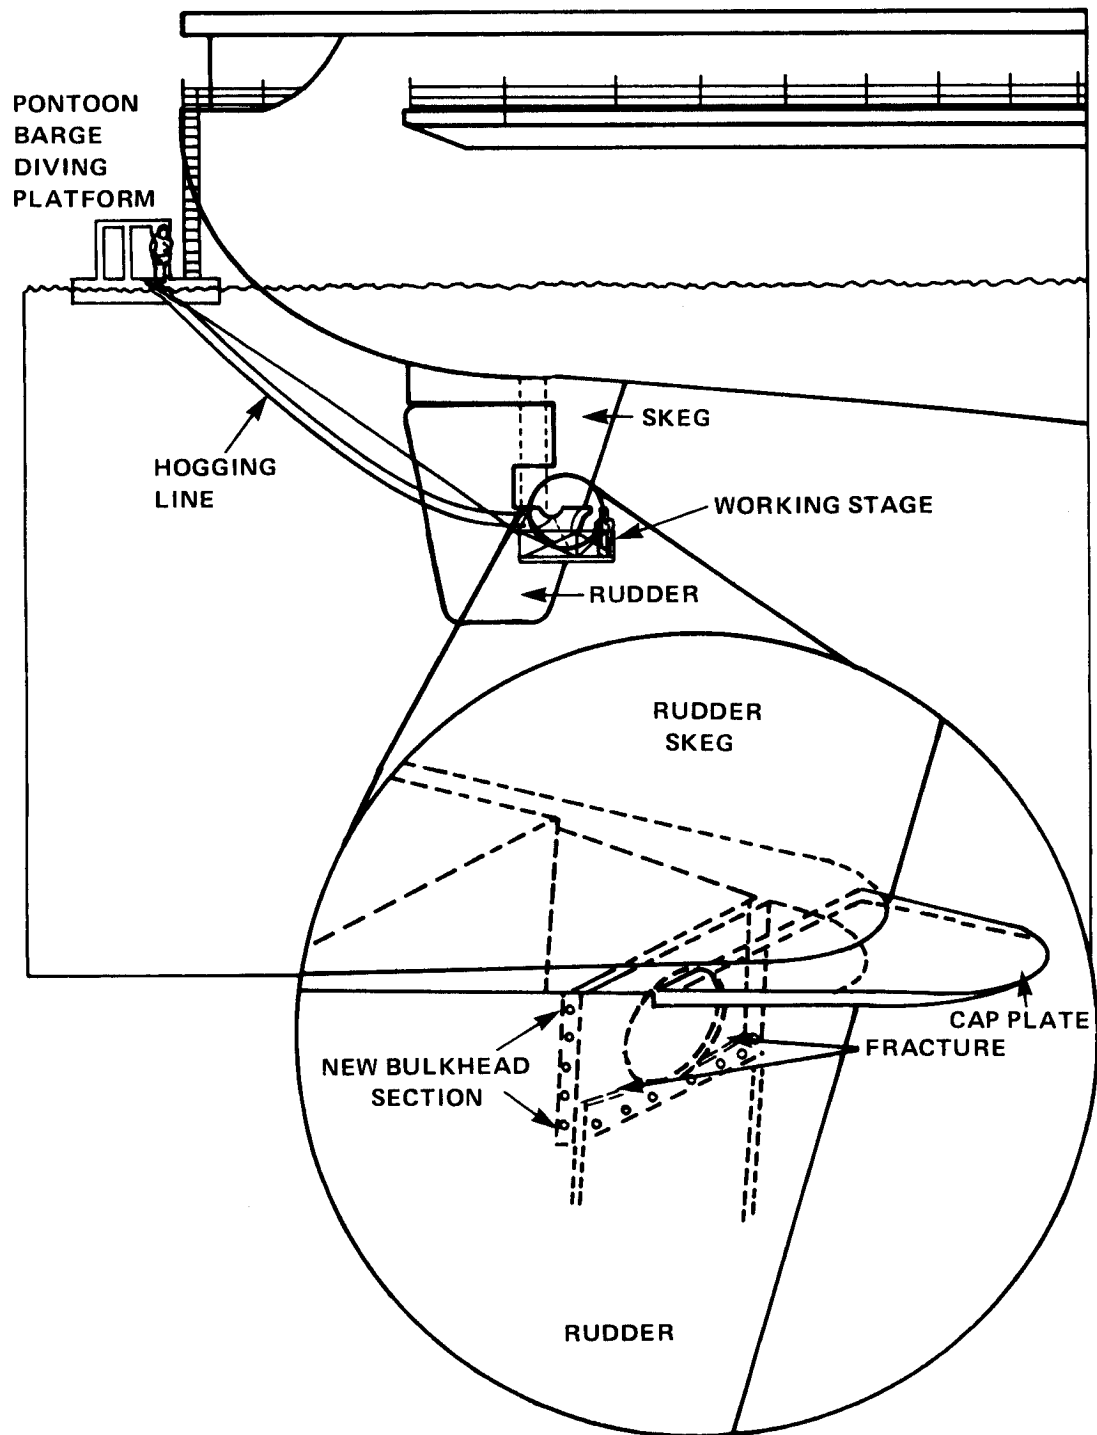 PONTOON
BARGE
DIVING
PLATFORM
SKEG
HOGGING
LINE
WORKING STAGE
RUDDER
RUDDER
SKEG
CAP PLATE
FRACTURE
NEW BULKHEAD
SECTION
RUDDER